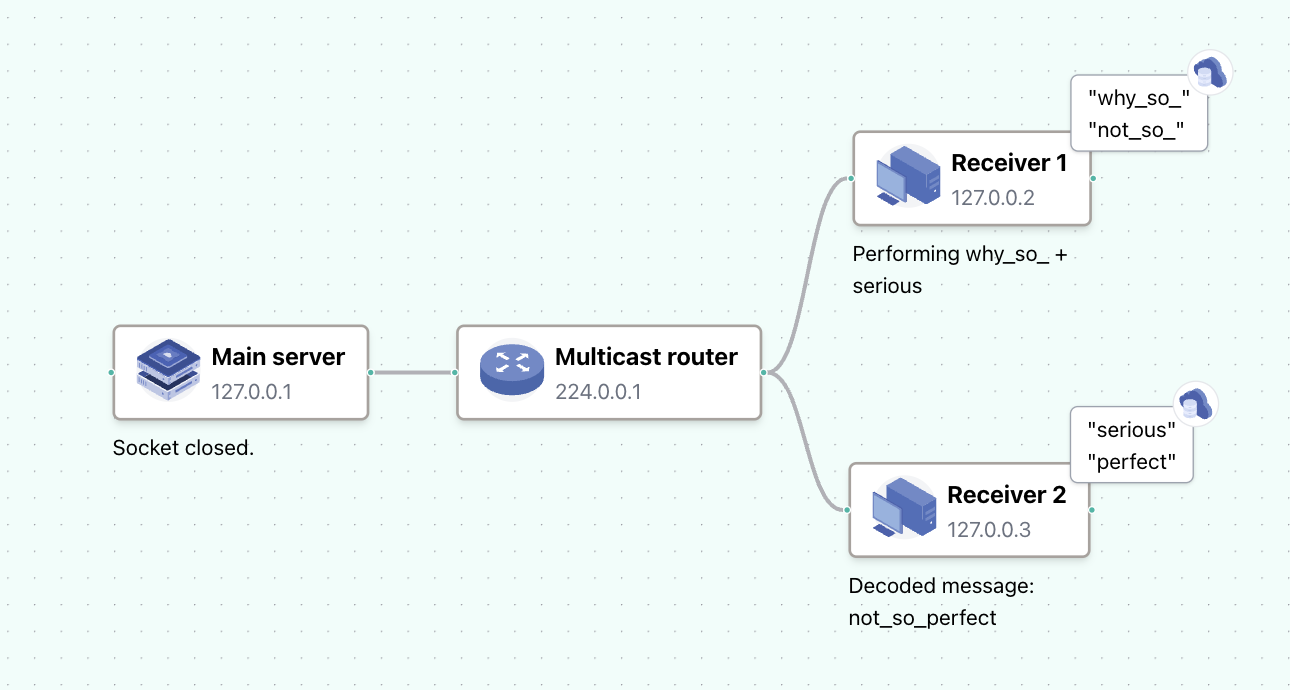 "why_so_"
"not_so_"
Receiver 1
127.0.0.2
Performing why_so_ +
serious
Main server
127.0.0.1
Socket closed.
Multicast router
224.0.0.1
"serious"
"perfect"
Receiver 2
127.0.0.3
Decoded message:
not_so_perfect